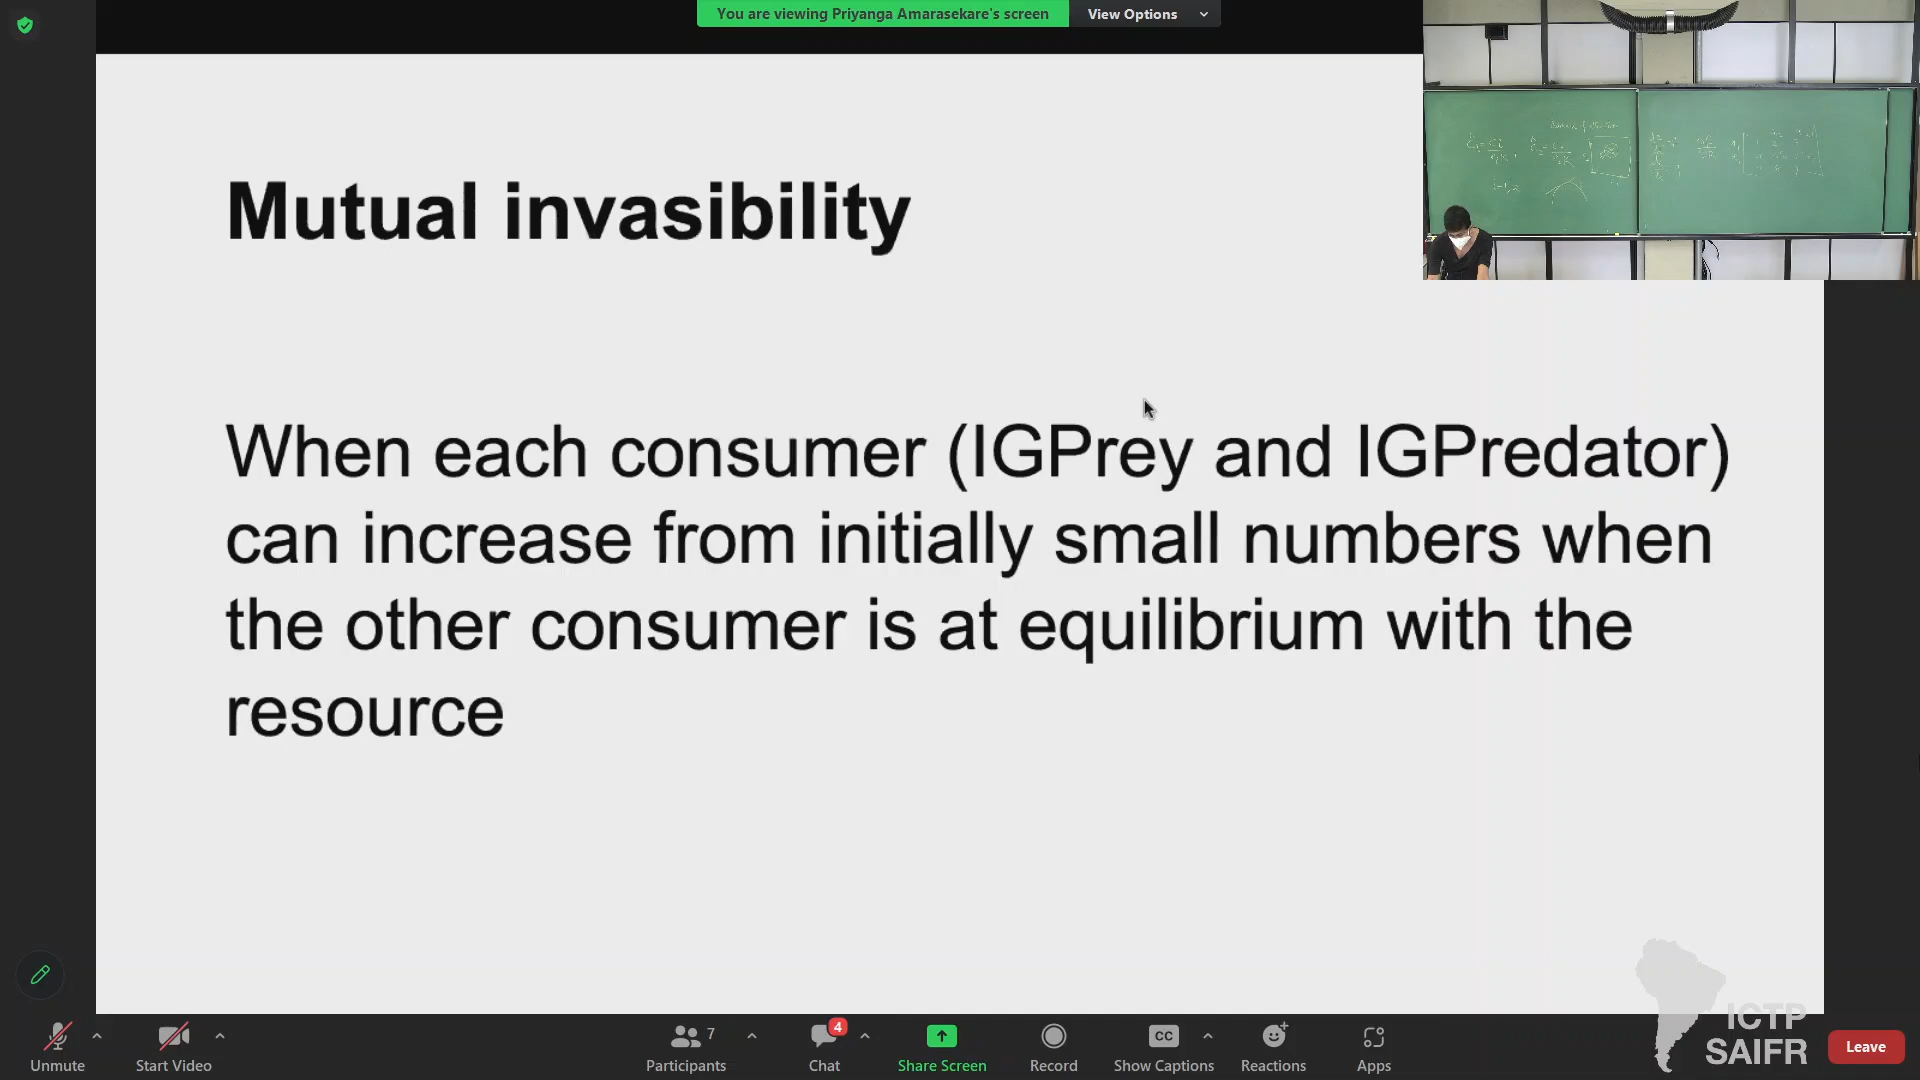 You are viewing Priyanga Amarasekare's screen
View Options
Mutual invasibility
When each consumer (IGPrey and IGPredator)
can increase from initially small numbers when
the other consumer is at equilibrium with the
resource
ICTP
SAIFR
Unmute
Start Video
7
Participants
4
Chat
Share Screen
Record
CC
Show Captions
Reactions
Apps
Leave